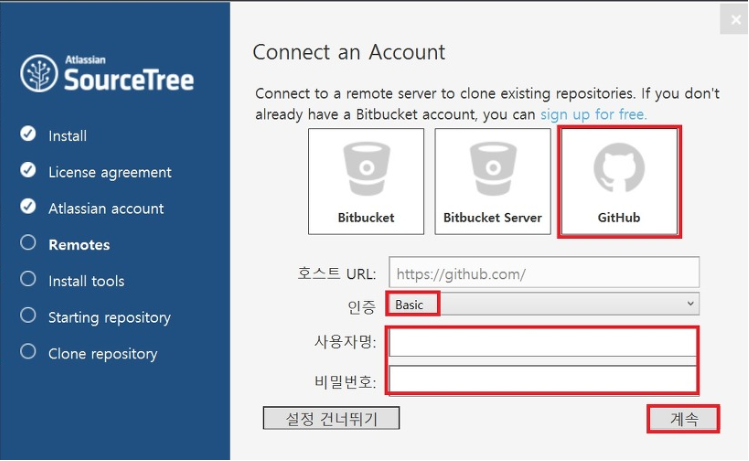 Atlassian
SourceTree
Install
License agreement
Atlassian account
Remotes
Install tools
Starting repository
Clone repository
Connect an Account
Connect to a remote server to clone existing repositories. If you don't
already have a Bitbucket account, you can sign up for free.
Bitbucket
Bitbucket Server
GitHub
호스트 URL:
https://github.com/
인증
Basic
사용자명:
비밀번호:
설정 건너뛰기
계속